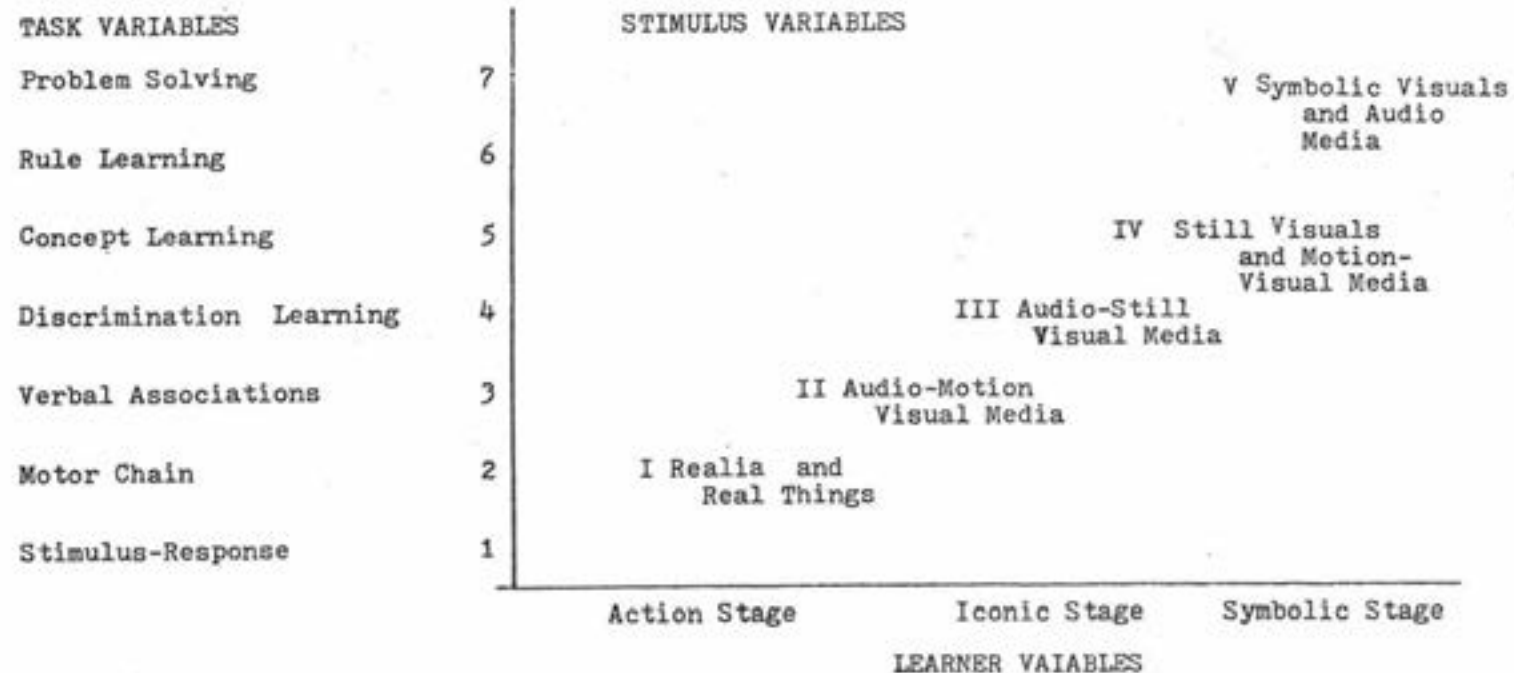 TASK VARIABLES STIMULUS VARIABLES
Problem Solving 7 V Symbolic Visuals
and Audio
Media
Rule Learning 6
Concept Learning 5 IV Still Visuals
and Motion-
Visual Media
Discrimination Learning 4 III Audio-Still
Visual Media
Verbal Associations 3 II Audio-Motion
Visual Media
Motor Chain 2 I Realia and
Real Things
Stimulus-Response 1
Action Stage Iconic Stage Symbolic Stage
LEARNER VAIABLES